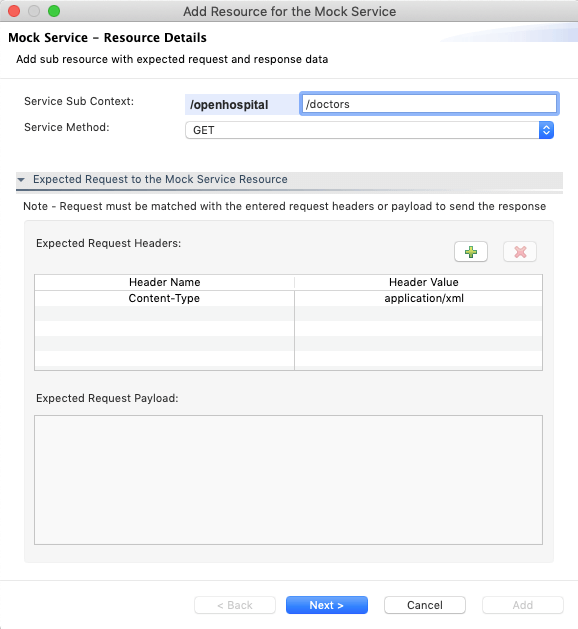 Add Resource for the Mock Service
Mock Service – Resource Details
Add sub resource with expected request and response data
Service Sub Context: /openhospital /doctors
Service Method: GET
Expected Request to the Mock Service Resource
Note - Request must be matched with the entered request headers or payload to send the response
Expected Request Headers:
Header Name Header Value
Content-Type application/xml
Expected Request Payload:
< Back Next > Cancel Add